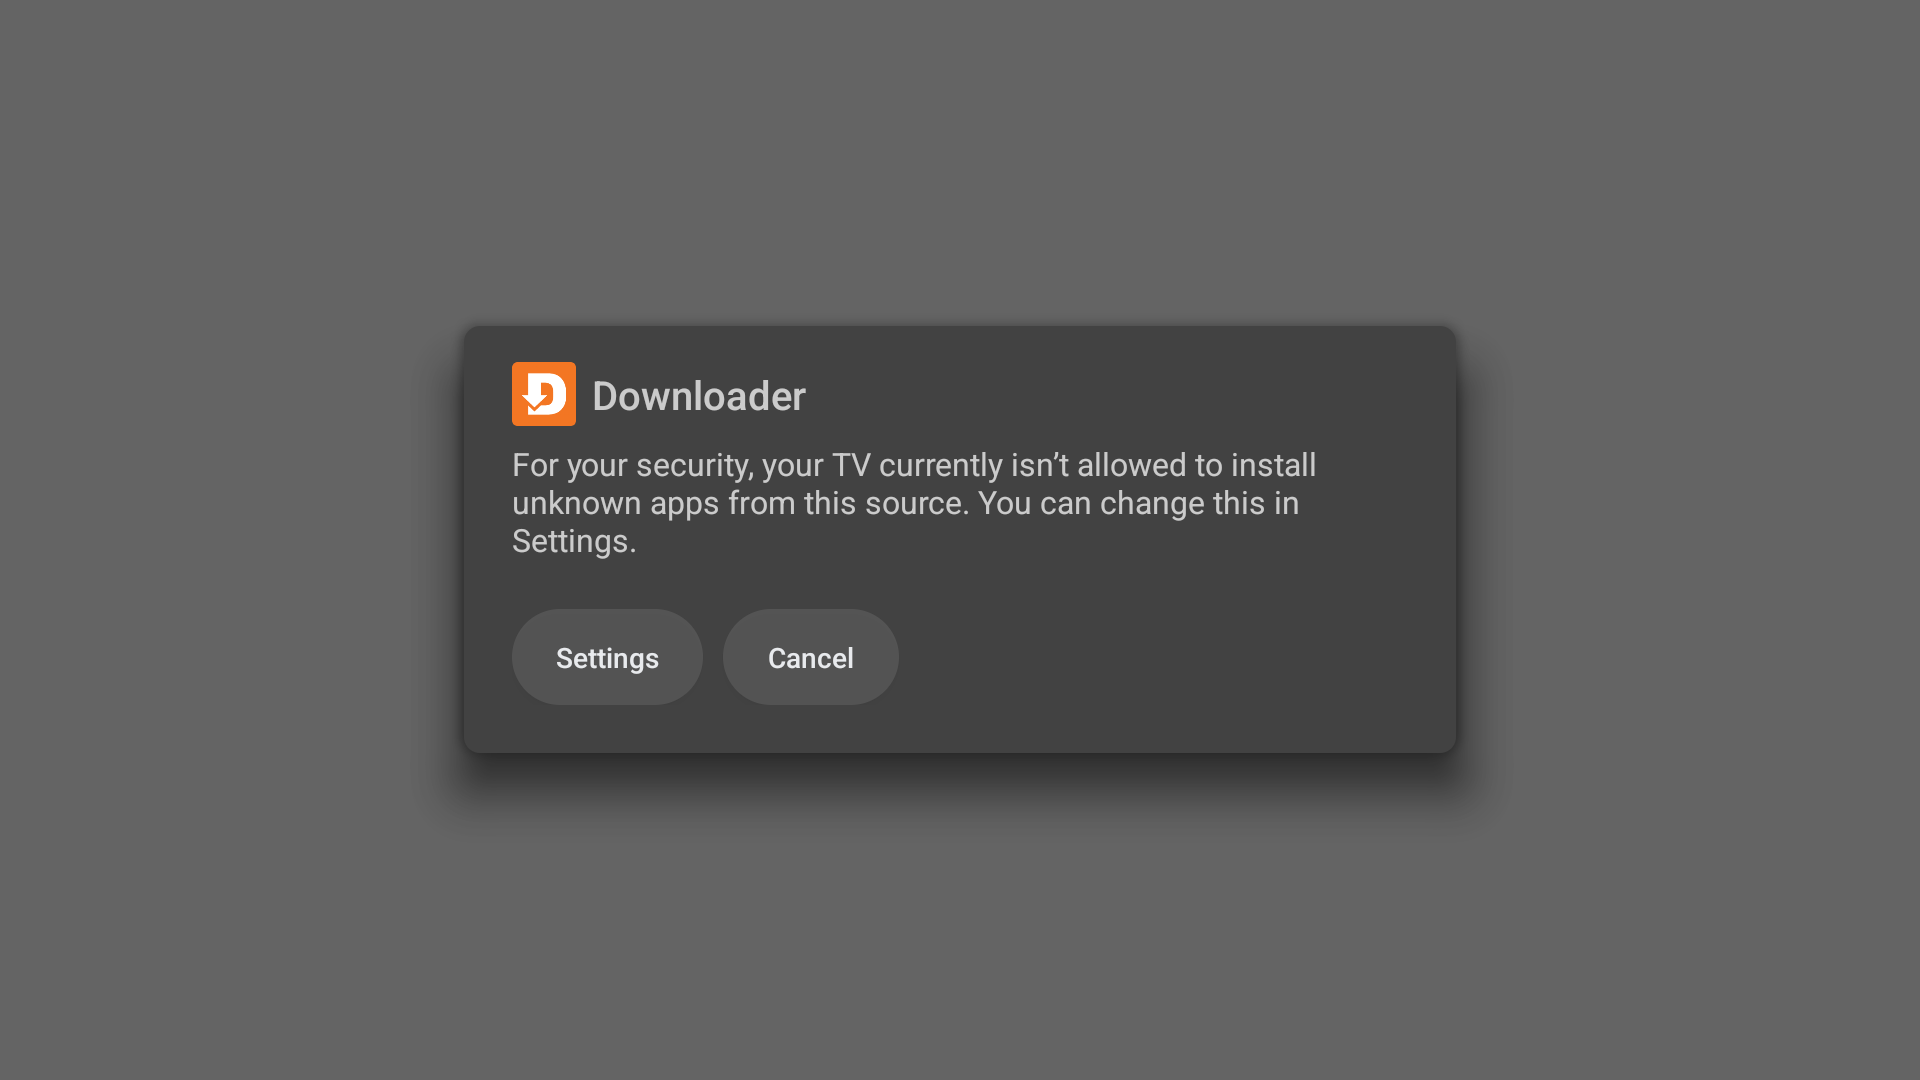 Downloader
For your security, your TV currently isn’t allowed to install
unknown apps from this source. You can change this in
Settings.
Settings
Cancel